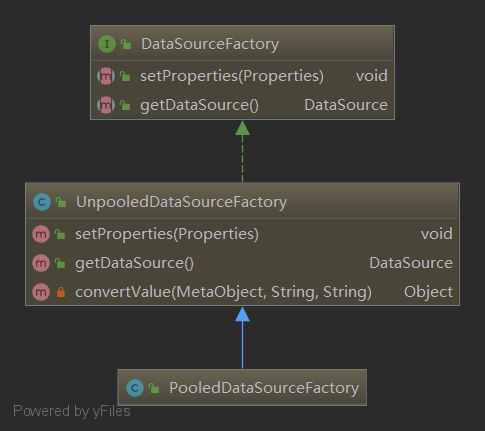 I DataSourceFactory
m setProperties(Properties) void
m getDataSource() DataSource
C UnpooledDataSourceFactory
m setProperties(Properties) void
m getDataSource() DataSource
m convertValue(MetaObject, String, String) Object
C PooledDataSourceFactory
Powered by yFiles